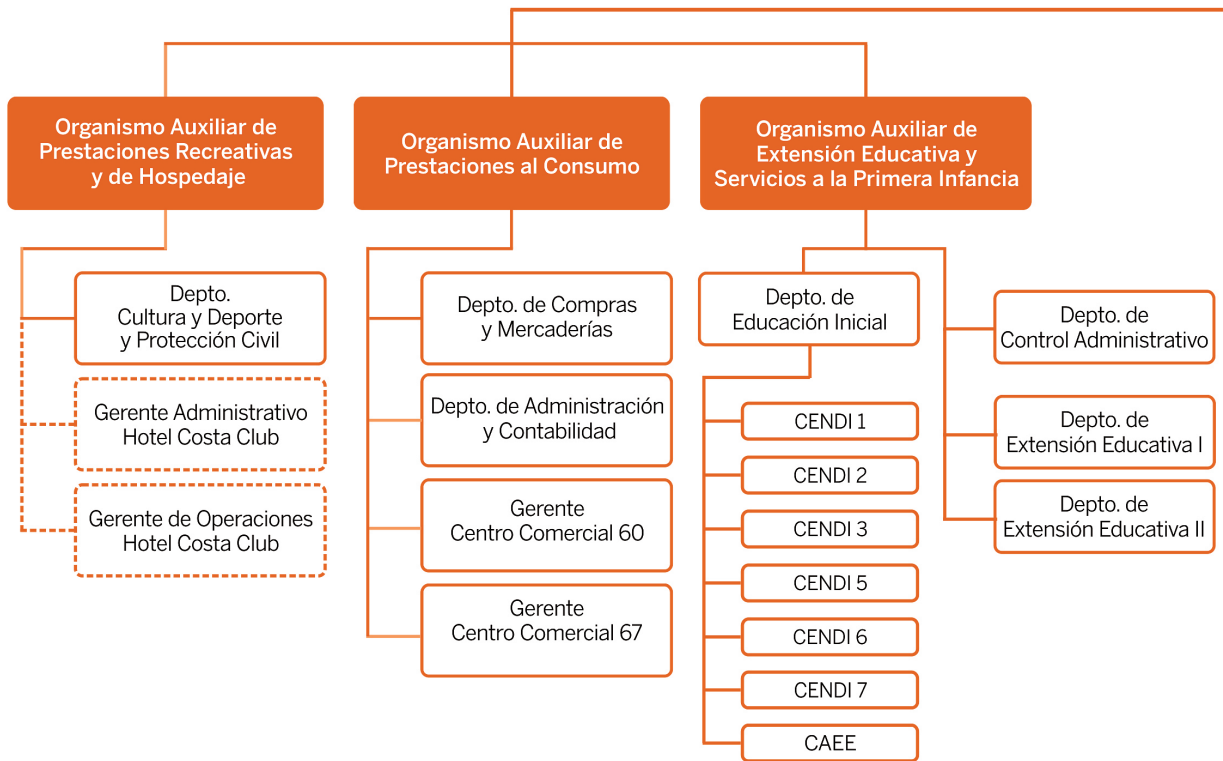 Organismo Auxiliar de
Prestaciones Recreativas
y de Hospedaje
Depto.
Cultura y Deporte
y Protección Civil
Gerente Administrativo
Hotel Costa Club
Gerente de Operaciones
Hotel Costa Club
Organismo Auxiliar de
Prestaciones al Consumo
Depto. de Compras
y Mercaderías
Depto. de Administración
y Contabilidad
Gerente
Centro Comercial 60
Gerente
Centro Comercial 67
Organismo Auxiliar de
Extensión Educativa y
Servicios a la Primera Infancia
Depto. de
Educación Inicial
CENDI 1
CENDI 2
CENDI 3
CENDI 5
CENDI 6
CENDI 7
CAEE
Depto. de
Control Administrativo
Depto. de
Extensión Educativa I
Depto. de
Extensión Educativa II